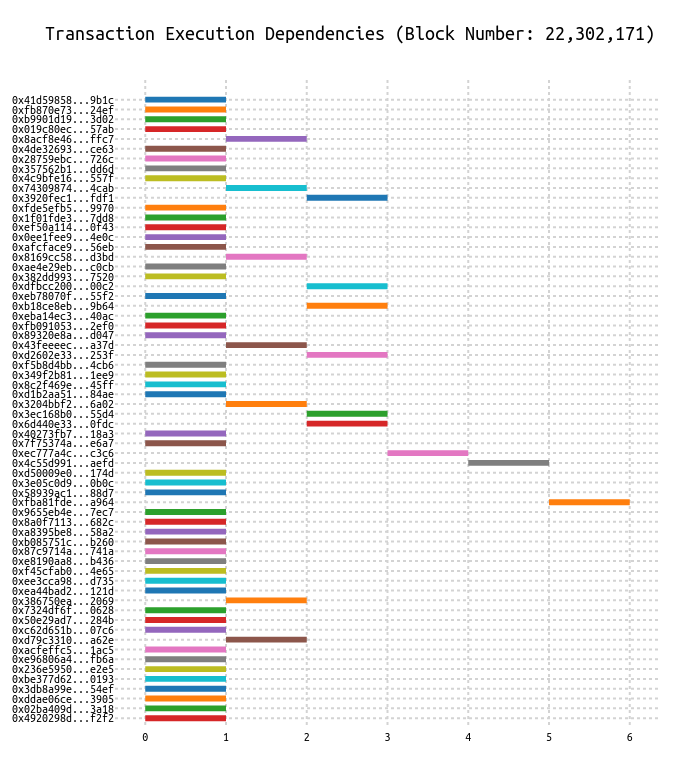 Transaction Execution Dependencies (Block Number: 22,302,171)
0x41d59858...9b1c
0xfb870e73...24ef
0xb9901d19...3d02
0x019c80ec...57ab
0x8acf8e46...ffc7
0x4de32693...ce63
0x28759ebc...726c
0x357562b1...dd6d
0x4c9bfe16...557f
0x74309874...4cab
0x3920fec1...fdf1
0xfde5efb5...9970
0x1f01fde3...7dd8
0xef50a114...0f43
0x0ee1fee9...4e0c
0xafcface9...56eb
0x8169cc58...d3bd
0xae4e29eb...c0cb
0x382dd993...7520
0xdfbcc200...00c2
0xeb78070f...55f2
0xb18ce8eb...9b64
0xeba14ec3...40ac
0xfb091053...2ef0
0x89320e8a...d047
0x43feeeec...a37d
0xd2602e33...253f
0xf5b8d4bb...4cb6
0x349f2b81...1ee9
0x8c2f469e...45ff
0xd1b2aa51...84ae
0x3204bbf2...6a02
0x3ec168b0...55d4
0x6d440e33...0fdc
0x40273fb7...18a3
0x7f75374a...e6a7
0xec777a4c...c3c6
0x4c55d991...aefd
0xd50009e0...174d
0x3e05c0d9...0b0c
0x58939ac1...88d7
0xfba81fde...a964
0x9655eb4e...7ec7
0x8a0f7113...682c
0xa8395be8...58a2
0xb085751c...b260
0x87c9714a...741a
0xe8190aa8...b436
0xf45cfab0...4e65
0xee3cca98...d735
0xea44bad2...121d
0x386750ea...2069
0x7324df6f...0628
0x50e29ad7...284b
0xc62d651b...07c6
0xd79c3310...a62e
0xacfeffc5...1ac5
0xe96806a4...fb6a
0x236e5950...e2e5
0xbe377d62...0193
0x3db8a99e...54ef
0xddae06ce...3905
0x02ba409d...3a18
0x4920298d...f2f2
0 1 2 3 4 5 6